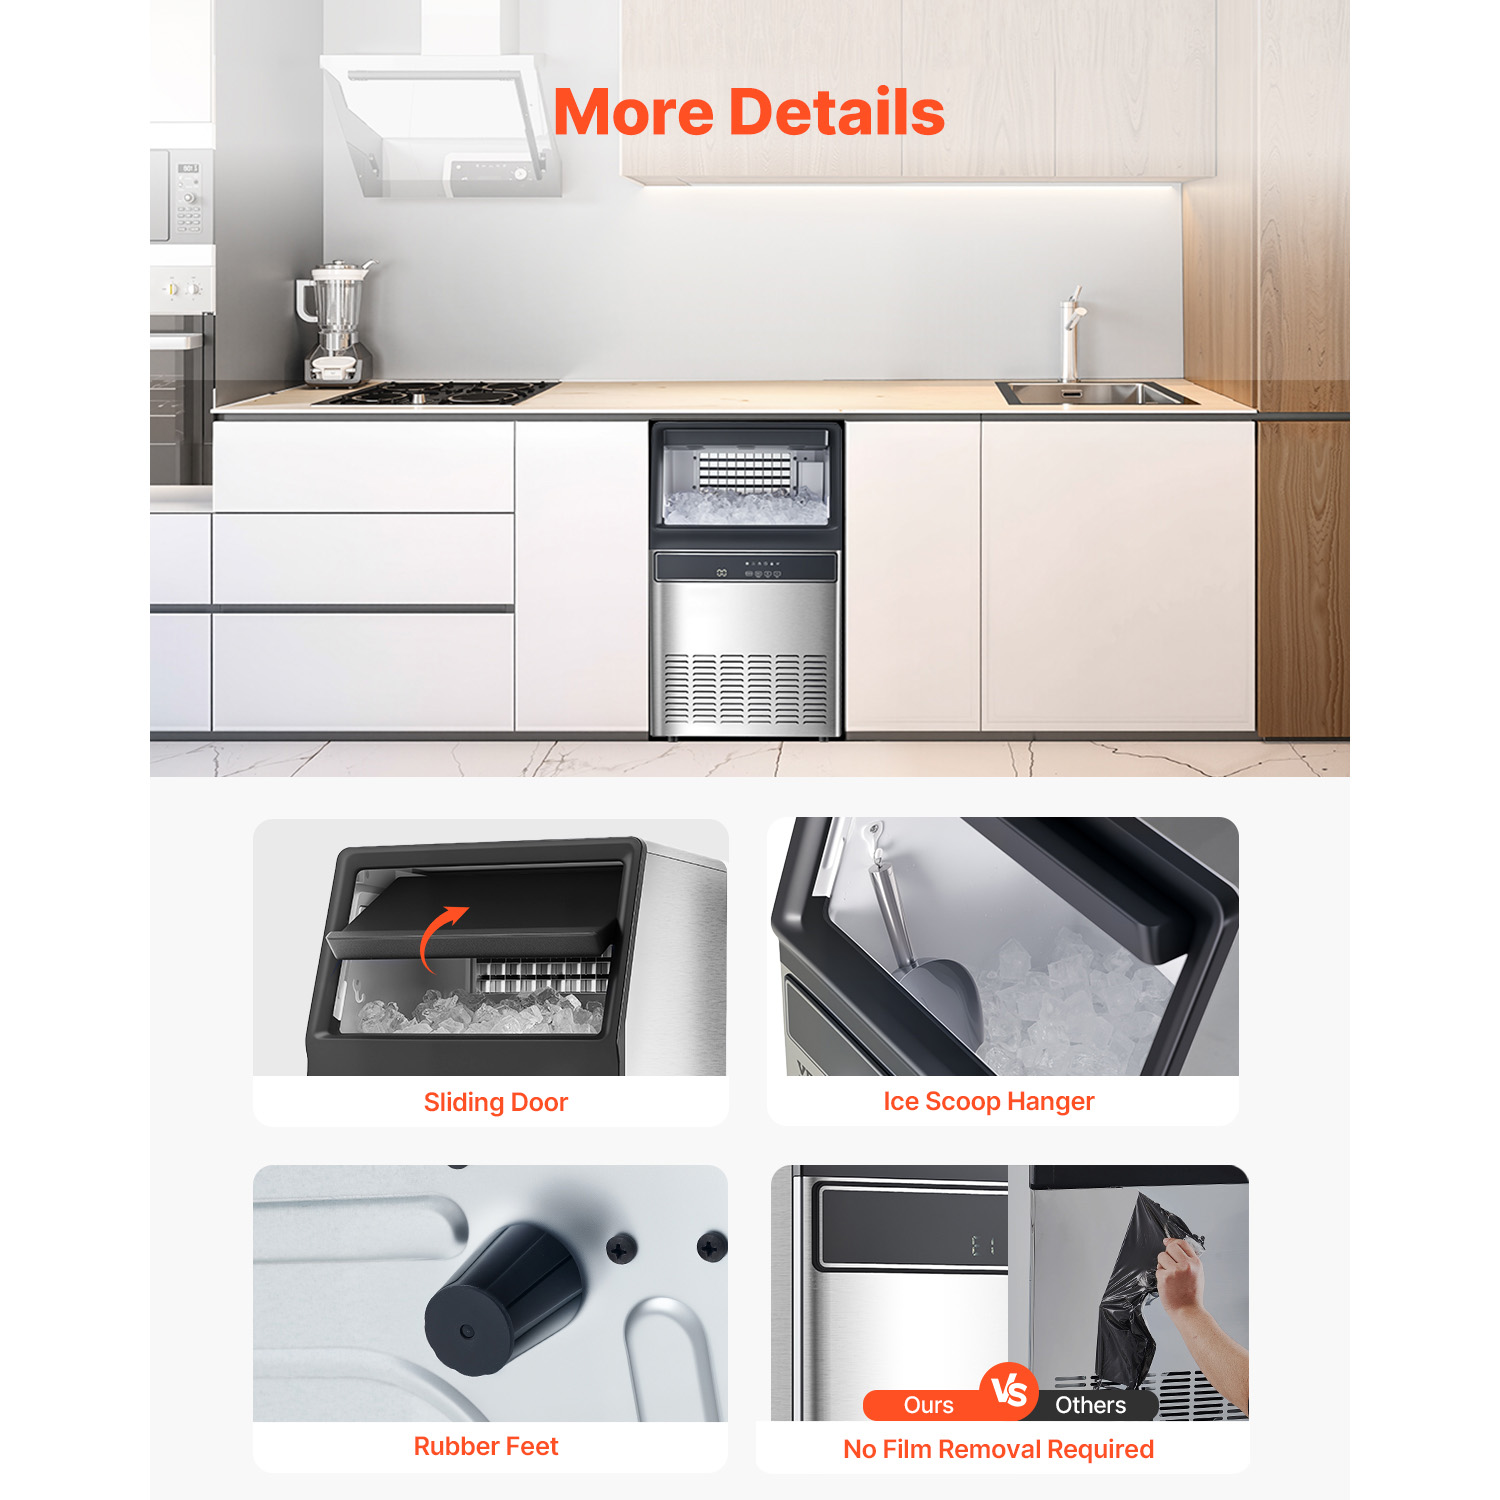 More Details
Sliding Door
Ice Scoop Hanger
Rubber Feet
Ours
VS
Others
No Film Removal Required